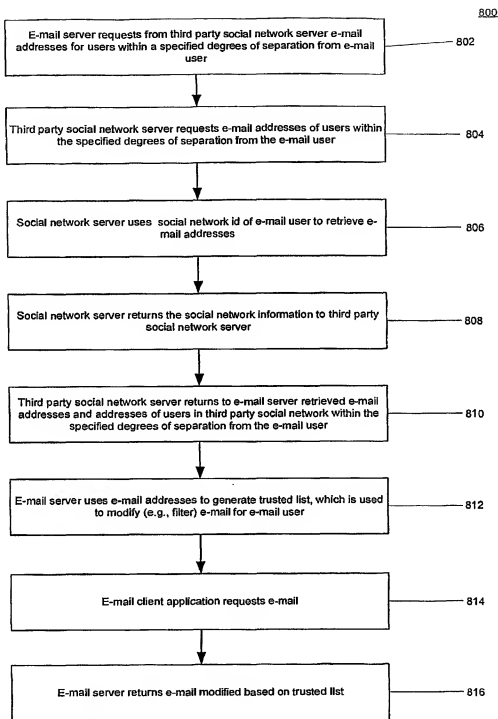 800
E-mail server requests from third party social network server e-mail
addresses for users within a specified degrees of separation from e-mail
user
802
Third party social network server requests e-mail addresses of users within
the specified degrees of separation from the e-mail user
804
Social network server uses social network id of e-mail user to retrieve e-
mail addresses
806
Social network server returns the social network information to third party
social network server
808
Third party social network server returns to e-mail server retrieved e-mail
addresses and addresses of users in third party social network within the
specified degrees of separation from the e-mail user
810
E-mail server uses e-mail addresses to generate trusted list, which is used
to modify (e.g., filter) e-mail for e-mail user
812
E-mail client application requests e-mail
814
E-mail server returns e-mail modified based on trusted list
816